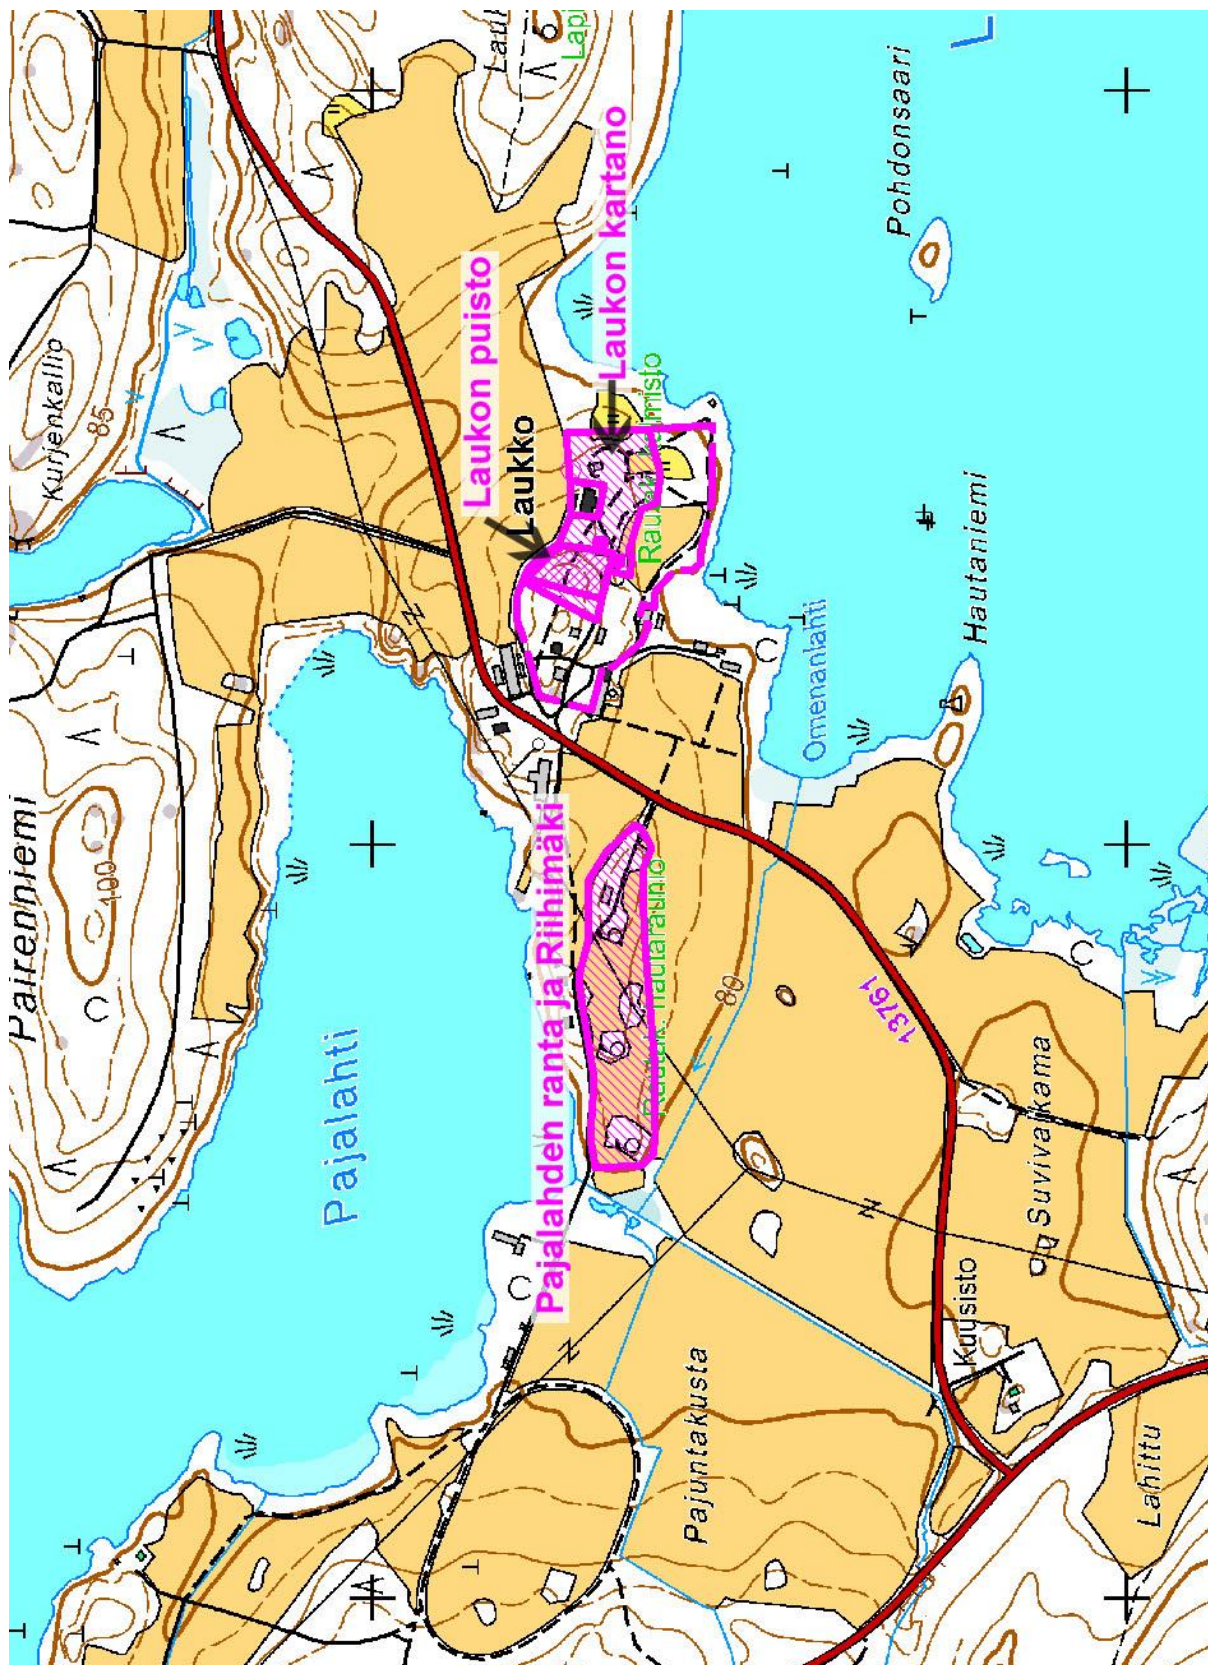 Laukon kartano
Laukon puisto
Laukko
Pajalahden ranta ja Riihimäki
Pohdonsaari
Hautaniemi
Omenanlahti
Kurjenkallio
85
Pairenniemi
100
Pajalahti
80
13761
Suvivaikama
Kuusisto
Pajuntakusta
Lahittu